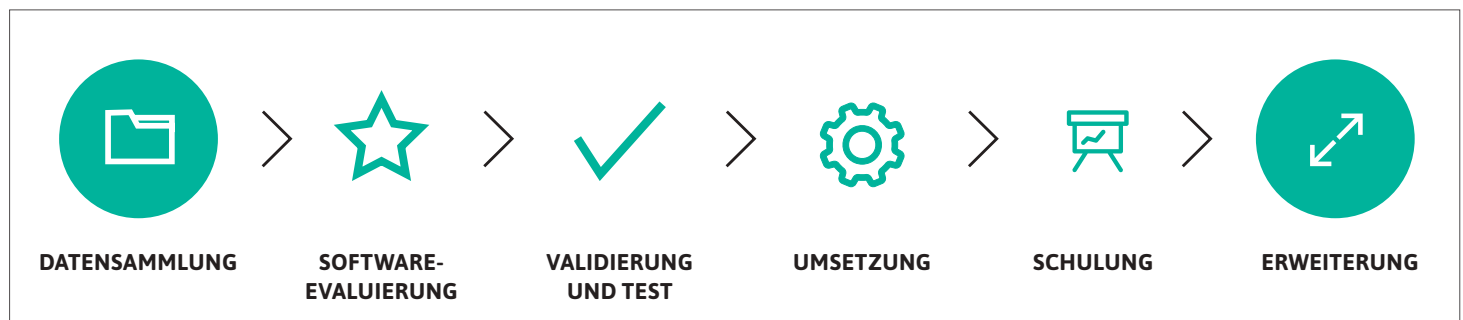 DATENSAMMLUNG
SOFTWARE-
EVALUIERUNG
VALIDIERUNG
UND TEST
UMSETZUNG
SCHULUNG
ERWEITERUNG